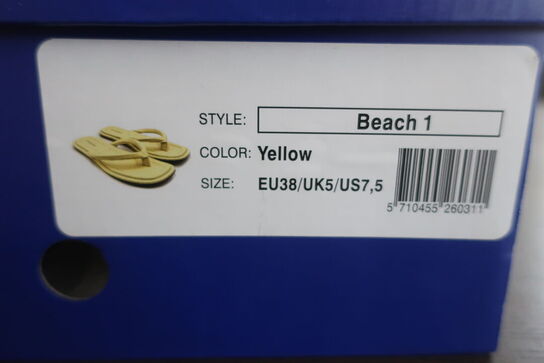 STYLE: Beach 1
COLOR: Yellow
SIZE: EU38/UK5/US7,5
5 710455 260311